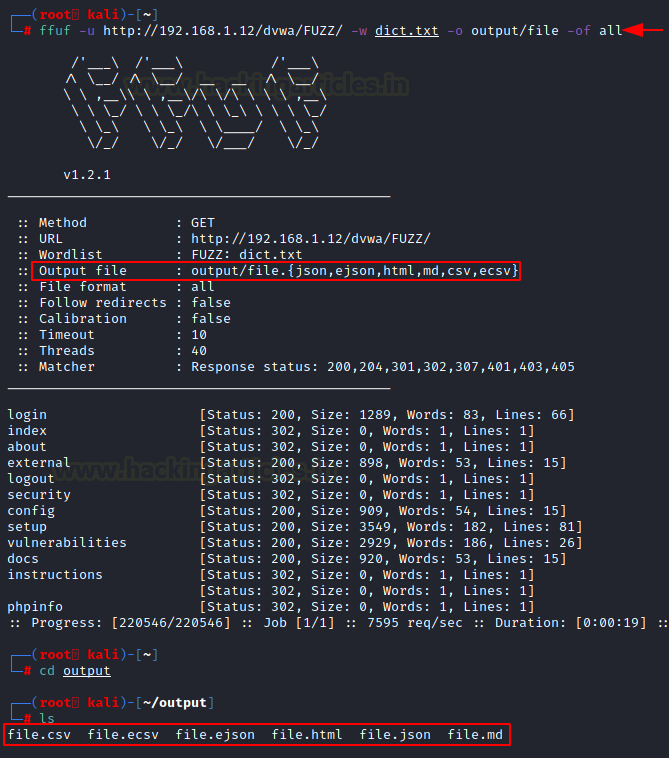 ┌──(root kali)-[~]
└─# ffuf -u http://192.168.1.12/dvwa/FUZZ/ -w dict.txt -o output/file -of all
www.hackingarticles.in
v1.2.1
:: Method : GET
:: URL : http://192.168.1.12/dvwa/FUZZ/
:: Wordlist : FUZZ: dict.txt
:: Output file : output/file.{json,ejson,html,md,csv,ecsv}
:: File format : all
:: Follow redirects : false
:: Calibration : false
:: Timeout : 10
:: Threads : 40
:: Matcher : Response status: 200,204,301,302,307,401,403,405
login [Status: 200, Size: 1289, Words: 83, Lines: 66]
index [Status: 302, Size: 0, Words: 1, Lines: 1]
about [Status: 302, Size: 0, Words: 1, Lines: 1]
external [Status: 200, Size: 898, Words: 53, Lines: 15]
www.hackingarticles.in
logout [Status: 302, Size: 0, Words: 1, Lines: 1]
security [Status: 302, Size: 0, Words: 1, Lines: 1]
config [Status: 200, Size: 909, Words: 54, Lines: 15]
setup [Status: 200, Size: 3549, Words: 182, Lines: 81]
vulnerabilities [Status: 200, Size: 2929, Words: 186, Lines: 26]
docs [Status: 200, Size: 920, Words: 53, Lines: 15]
instructions [Status: 302, Size: 0, Words: 1, Lines: 1]
[Status: 302, Size: 0, Words: 1, Lines: 1]
phpinfo [Status: 302, Size: 0, Words: 1, Lines: 1]
:: Progress: [220546/220546] :: Job [1/1] :: 7595 req/sec :: Duration: [0:00:19] ::
┌──(root kali)-[~]
└─# cd output
┌──(root kali)-[~/output]
└─# ls
file.csv file.ecsv file.ejson file.html file.json file.md